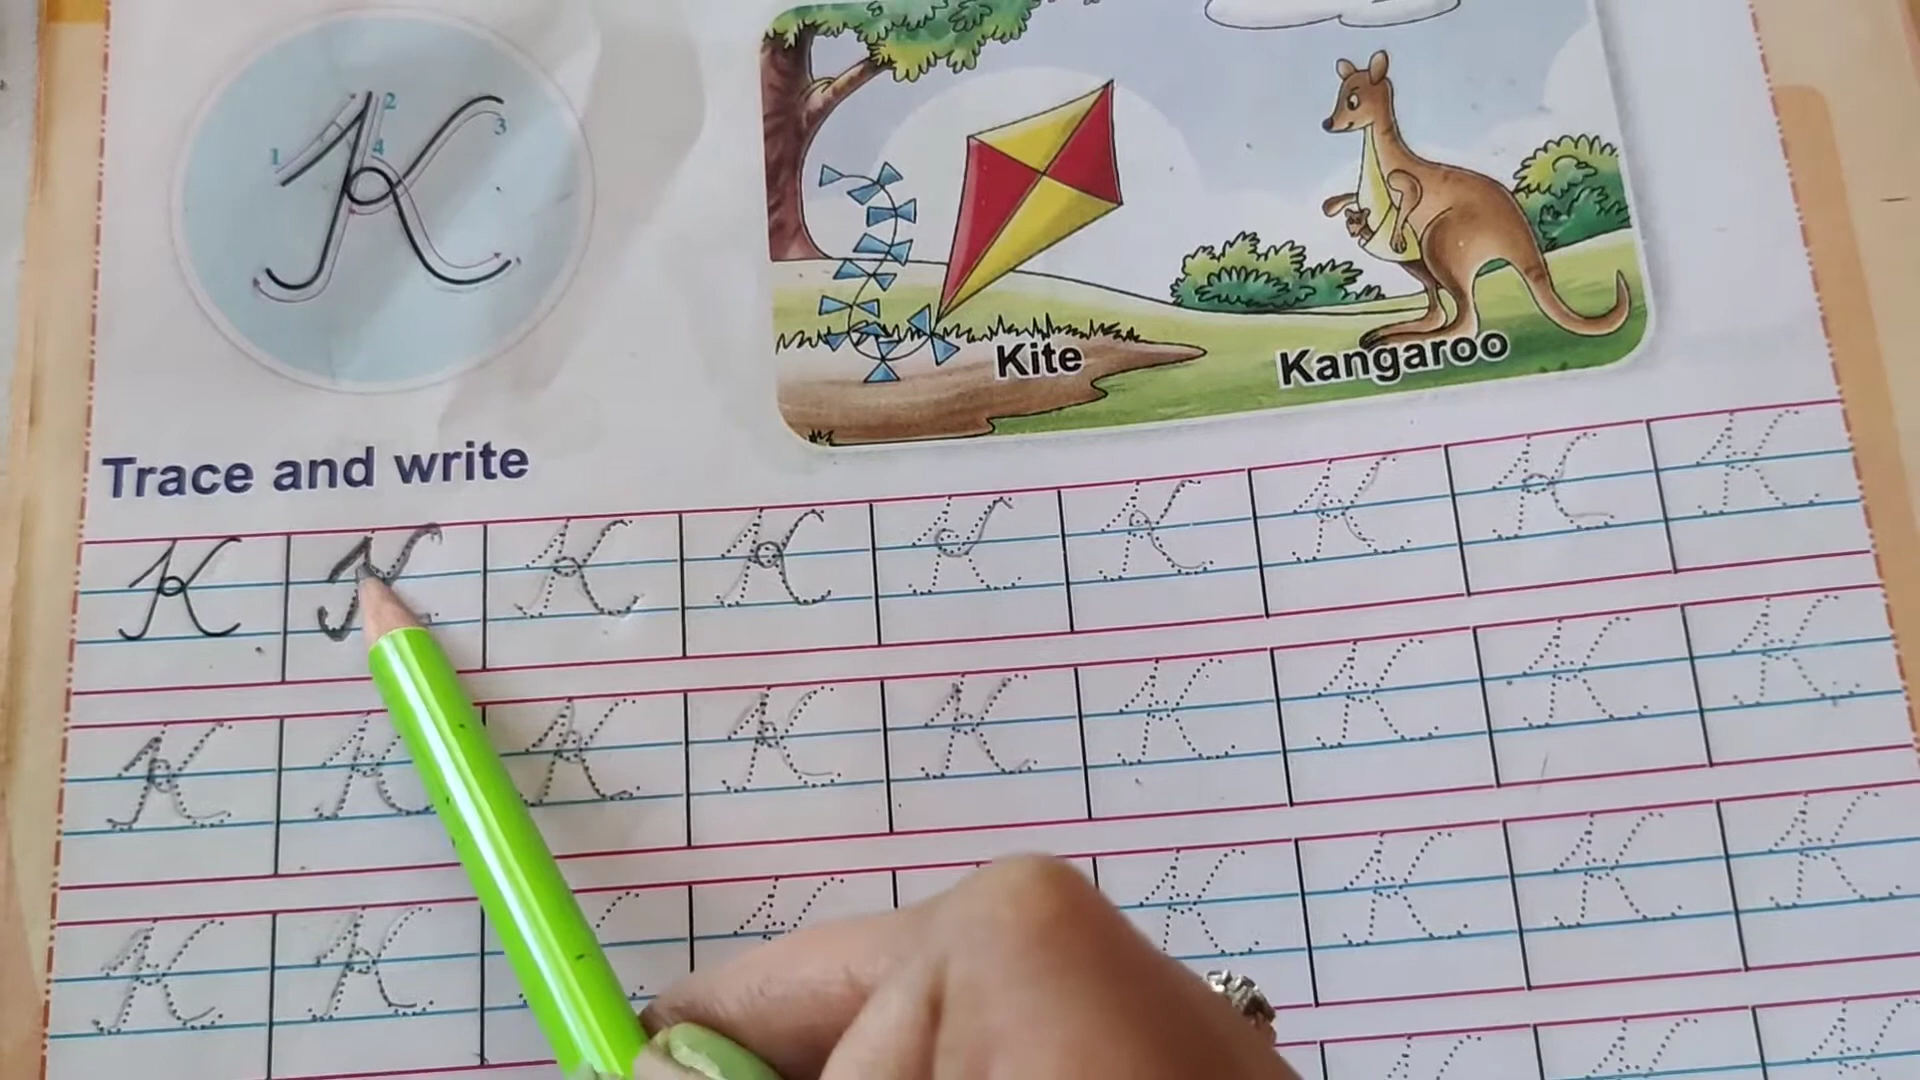 1 2 3 4
K
Kite Kangaroo
Trace and write
K K K K K K K K K
K K K K K K K K K
K K K K K K K K
K K K